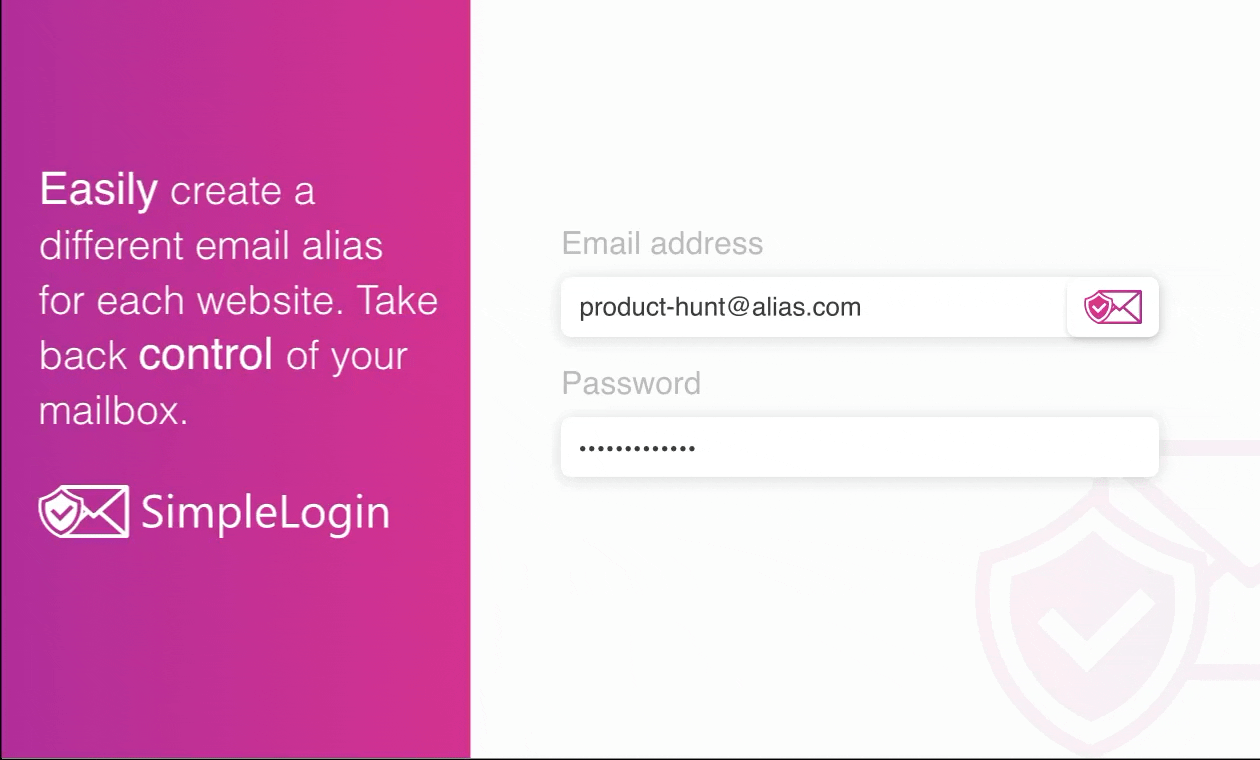 Easily create a
different email alias
for each website. Take
back control of your
mailbox.
SimpleLogin
Email address
product-hunt@alias.com
Password
•••••••••••••